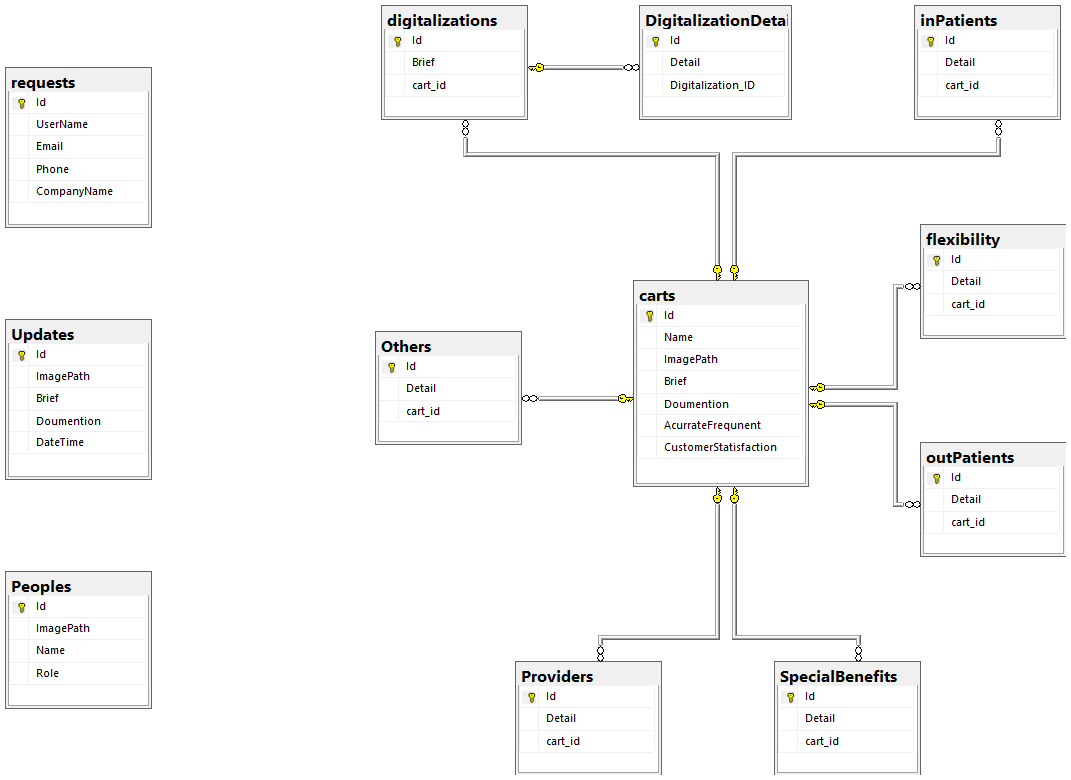 digitalizations
Id
Brief
cart_id
DigitalizationDetai
Id
Detail
Digitalization_ID
inPatients
Id
Detail
cart_id
requests
Id
UserName
Email
Phone
CompanyName
flexibility
Id
Detail
cart_id
carts
Id
Name
ImagePath
Brief
Doumention
AcurrateFrequnent
CustomerStatisfaction
Updates
Id
ImagePath
Brief
Doumention
DateTime
Others
Id
Detail
cart_id
outPatients
Id
Detail
cart_id
Peoples
Id
ImagePath
Name
Role
Providers
Id
Detail
cart_id
SpecialBenefits
Id
Detail
cart_id